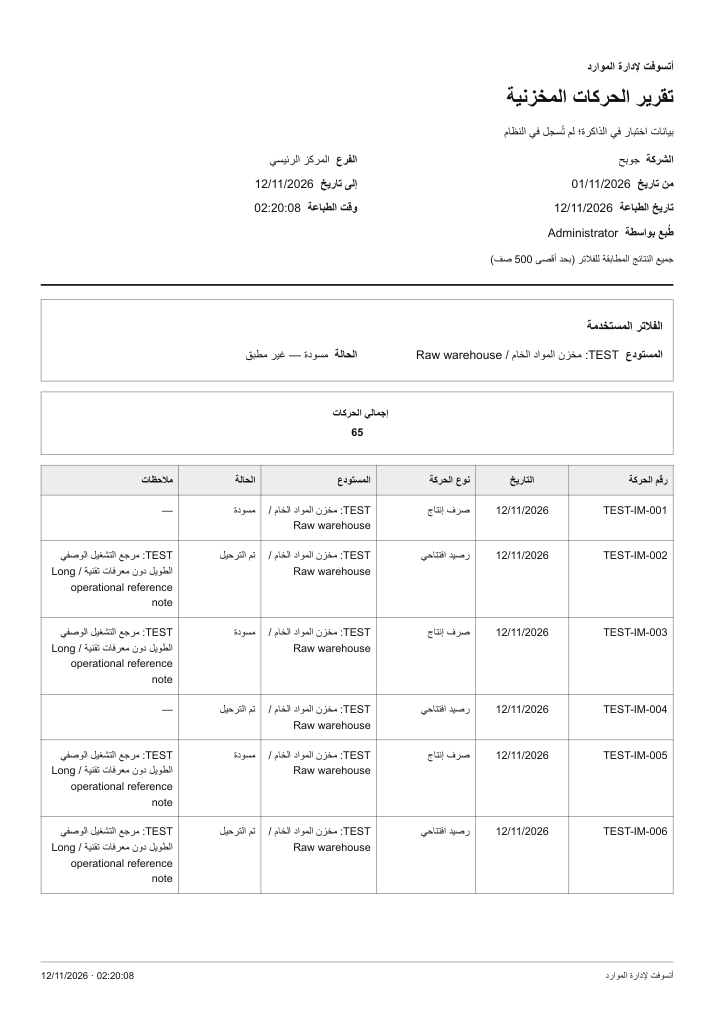 أتسوفت لإدارة الموارد
تقرير الحركات المخزنية
بيانات اختبار في الذاكرة؛ لم تُسجل في النظام
الشركة جوبح
الفرع المركز الرئيسي
من تاريخ 01/11/2026
إلى تاريخ 12/11/2026
تاريخ الطباعة 12/11/2026
وقت الطباعة 02:20:08
طُبع بواسطة Administrator
جميع النتائج المطابقة للفلاتر (بحد أقصى 500 صف)
الفلاتر المستخدمة
المستودع TEST: مخزن المواد الخام / Raw warehouse
الحالة مسودة — غير مطبق
إجمالي الحركات
65
رقم الحركة التاريخ نوع الحركة المستودع الحالة ملاحظات
TEST-IM-001 12/11/2026 صرف إنتاج TEST: مخزن المواد الخام / مسودة —
Raw warehouse
TEST-IM-002 12/11/2026 رصيد افتتاحي TEST: مخزن المواد الخام / تم الترحيل TEST: مرجع التشغيل الوصفي
Raw warehouse الطويل دون معرفات تقنية / Long
operational reference
note
TEST-IM-003 12/11/2026 صرف إنتاج TEST: مخزن المواد الخام / مسودة TEST: مرجع التشغيل الوصفي
Raw warehouse الطويل دون معرفات تقنية / Long
operational reference
note
TEST-IM-004 12/11/2026 رصيد افتتاحي TEST: مخزن المواد الخام / تم الترحيل —
Raw warehouse
TEST-IM-005 12/11/2026 صرف إنتاج TEST: مخزن المواد الخام / مسودة TEST: مرجع التشغيل الوصفي
Raw warehouse الطويل دون معرفات تقنية / Long
operational reference
note
TEST-IM-006 12/11/2026 رصيد افتتاحي TEST: مخزن المواد الخام / تم الترحيل TEST: مرجع التشغيل الوصفي
Raw warehouse الطويل دون معرفات تقنية / Long
operational reference
note
أتسوفت لإدارة الموارد
12/11/2026 · 02:20:08